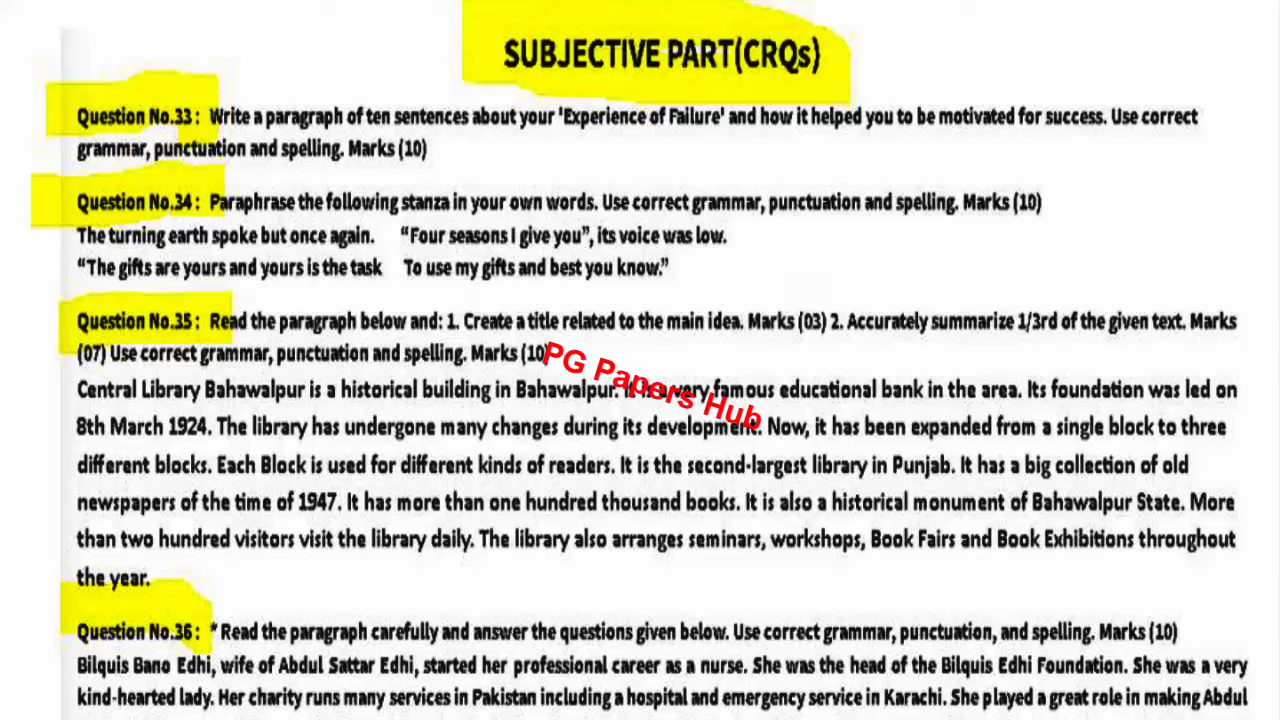 SUBJECTIVE PART(CRQs)
Question No.33 : Write a paragraph of ten sentences about your 'Experience of Failure' and how it helped you to be motivated for success. Use correct
grammar, punctuation and spelling. Marks (10)
Question No.34 : Paraphrase the following stanza in your own words. Use correct grammar, punctuation and spelling. Marks (10)
The turning earth spoke but once again. “Four seasons I give you”, its voice was low.
“The gifts are yours and yours is the task To use my gifts and best you know.”
Question No.35 : Read the paragraph below and: 1. Create a title related to the main idea. Marks (03) 2. Accurately summarize 1/3rd of the given text. Marks
(07) Use correct grammar, punctuation and spelling. Marks (10)
PG Papers Hub
Central Library Bahawalpur is a historical building in Bahawalpur. It is a very famous educational bank in the area. Its foundation was led on
8th March 1924. The library has undergone many changes during its development. Now, it has been expanded from a single block to three
different blocks. Each Block is used for different kinds of readers. It is the second-largest library in Punjab. It has a big collection of old
newspapers of the time of 1947. It has more than one hundred thousand books. It is also a historical monument of Bahawalpur State. More
than two hundred visitors visit the library daily. The library also arranges seminars, workshops, Book Fairs and Book Exhibitions throughout
the year.
Question No.36 : * Read the paragraph carefully and answer the questions given below. Use correct grammar, punctuation, and spelling. Marks (10)
Bilquis Bano Edhi, wife of Abdul Sattar Edhi, started her professional career as a nurse. She was the head of the Bilquis Edhi Foundation. She was a very
kind-hearted lady. Her charity runs many services in Pakistan including a hospital and emergency service in Karachi. She played a great role in making Abdul